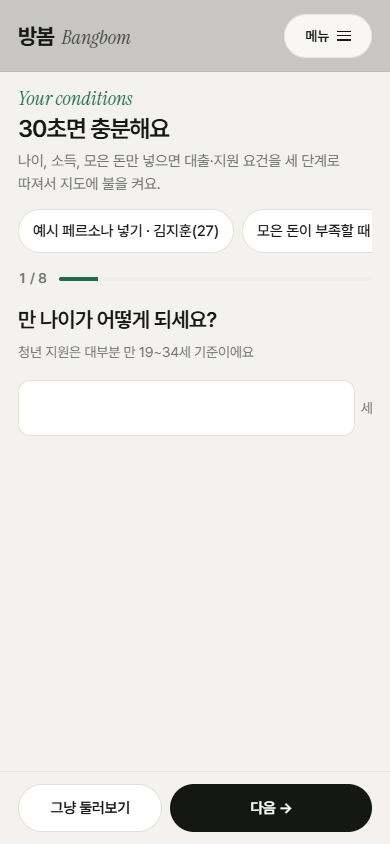 방봄 Bangbom
메뉴
Your conditions
30초면 충분해요
나이, 소득, 모은 돈만 넣으면 대출·지원 요건을 세 단계로
따져서 지도에 불을 켜요.
예시 페르소나 넣기 · 김지훈(27)
모은 돈이 부족할 때
1 / 8
만 나이가 어떻게 되세요?
청년 지원은 대부분 만 19~34세 기준이에요
세
그냥 둘러보기
다음 →